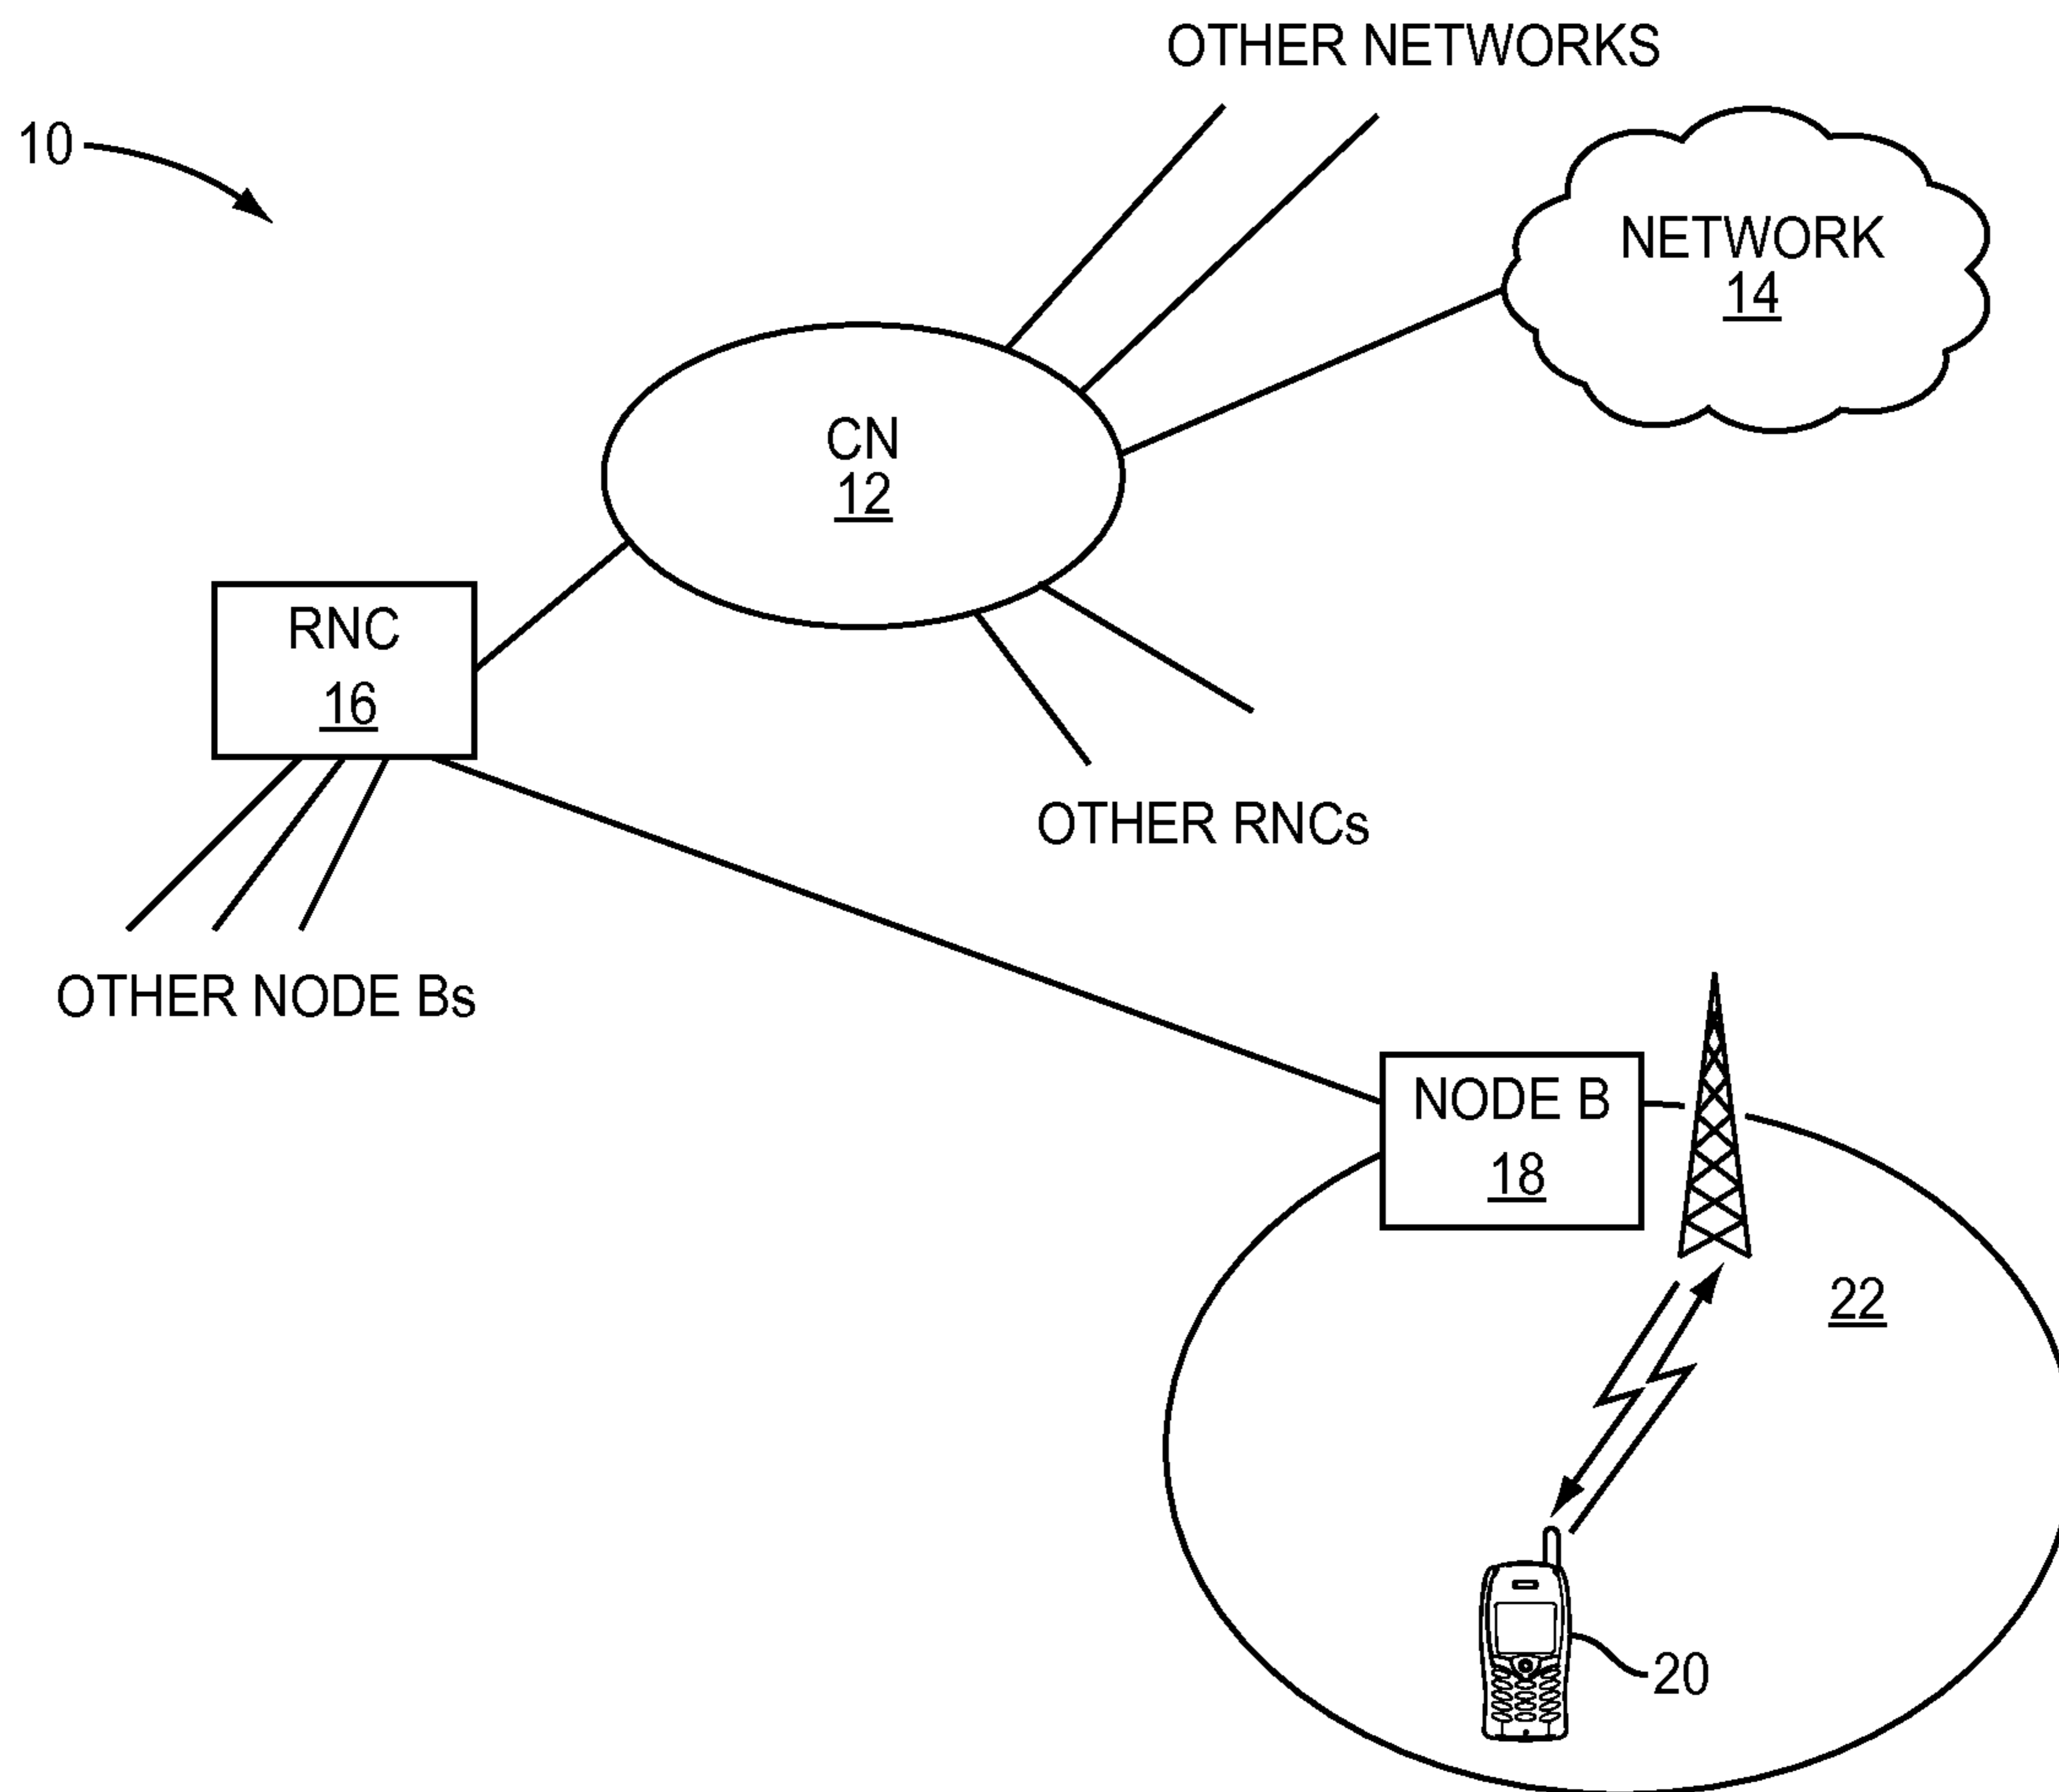 OTHER NETWORKS
10
NETWORK
14
CN
12
RNC
16
OTHER RNCs
OTHER NODE Bs
NODE B
18
22
20